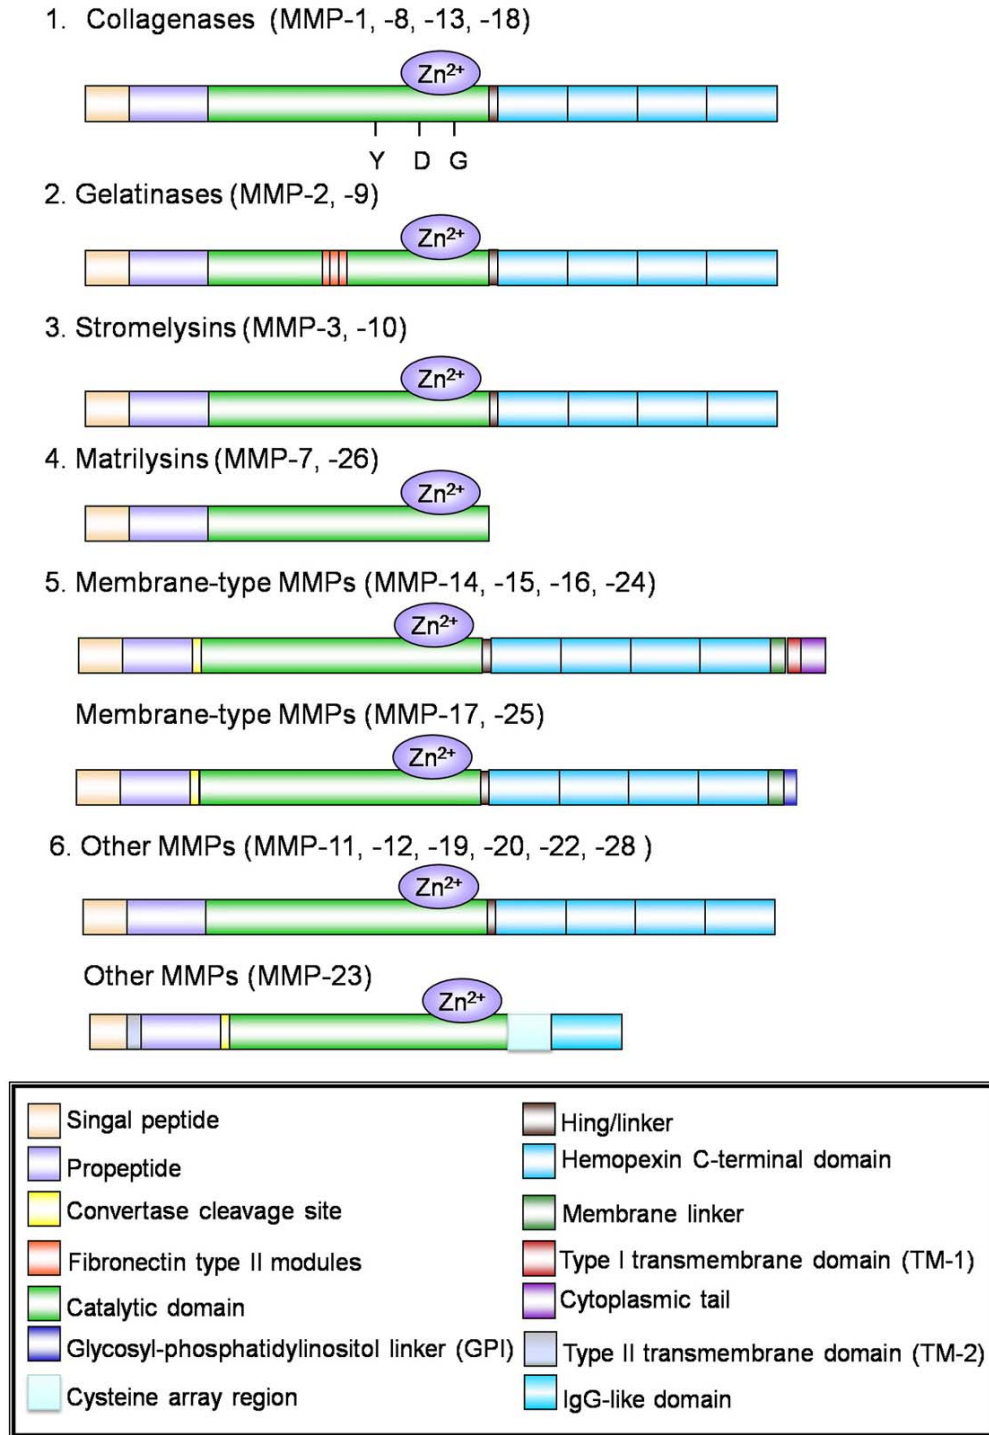 1. Collagenases (MMP-1, -8, -13, -18)
Zn2+
Y D G
2. Gelatinases (MMP-2, -9)
Zn2+
3. Stromelysins (MMP-3, -10)
Zn2+
4. Matrilysins (MMP-7, -26)
Zn2+
5. Membrane-type MMPs (MMP-14, -15, -16, -24)
Zn2+
Membrane-type MMPs (MMP-17, -25)
Zn2+
6. Other MMPs (MMP-11, -12, -19, -20, -22, -28 )
Zn2+
Other MMPs (MMP-23)
Zn2+
Singal peptide
Propeptide
Convertase cleavage site
Fibronectin type II modules
Catalytic domain
Glycosyl-phosphatidylinositol linker (GPI)
Cysteine array region
Hing/linker
Hemopexin C-terminal domain
Membrane linker
Type I transmembrane domain (TM-1)
Cytoplasmic tail
Type II transmembrane domain (TM-2)
IgG-like domain